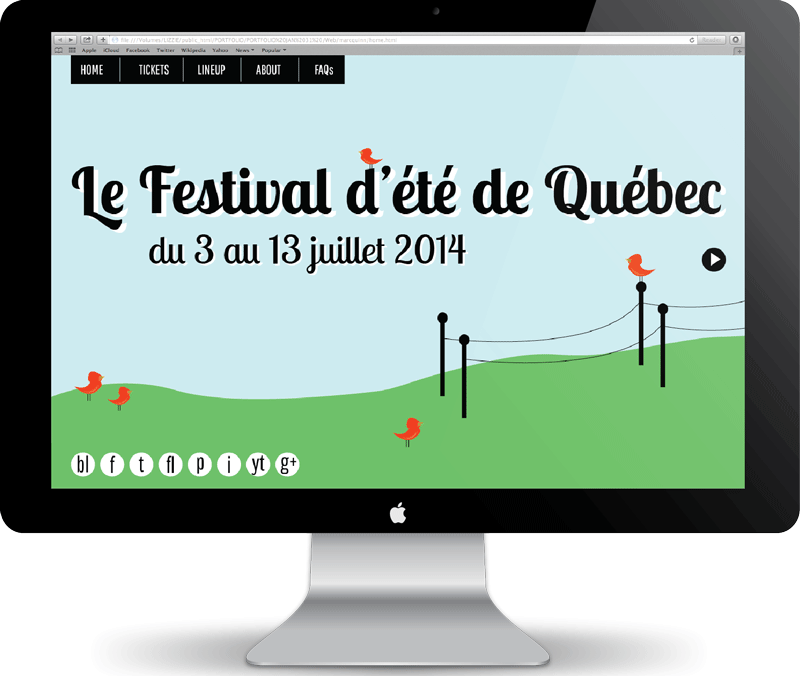 Apple iCloud Facebook Twitter Wikipedia Yahoo News Popular
HOME TICKETS LINEUP ABOUT FAQs
Le Festival d'été de Québec
du 3 au 13 juillet 2014
bl f t fl p i yt g+